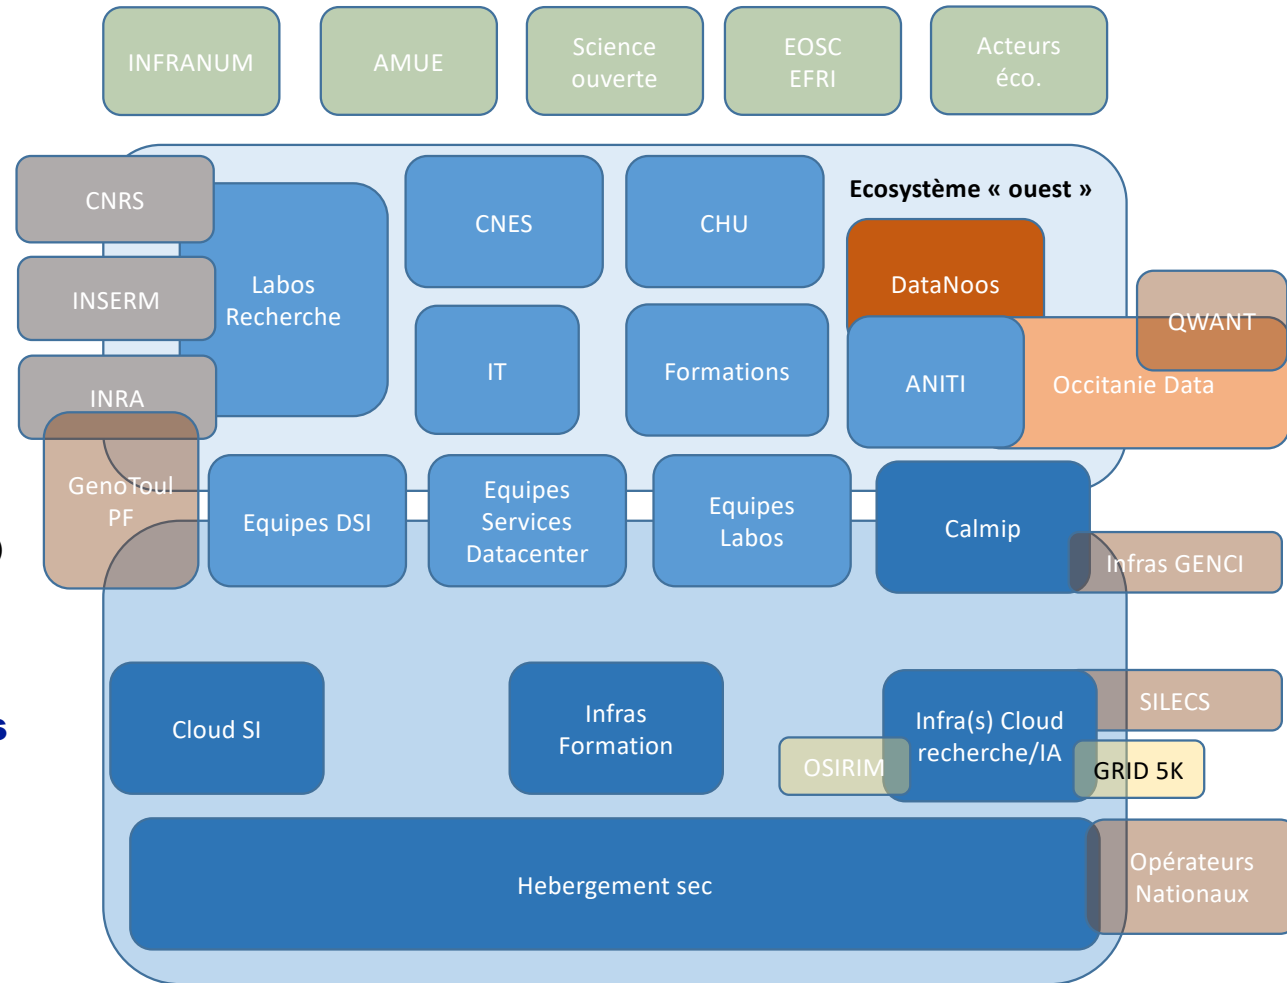 INFRANUM
AMUE
Science
ouverte
EOSC
EFRI
Acteurs
éco.
CNRS
INSERM
INRA
GenoToul
PF
Labos
Recherche
CNES
CHU
Ecosystème « ouest »
DataNoos
QWANT
IT
Formations
ANITI
Occitanie Data
Equipes DSI
Equipes
Services
Datacenter
Equipes
Labos
Calmip
Infras GENCI
)
s
Cloud SI
Infras
Formation
Infra(s) Cloud
recherche/IA
SILECS
OSIRIM
GRID 5K
Hebergement sec
Opérateurs
Nationaux